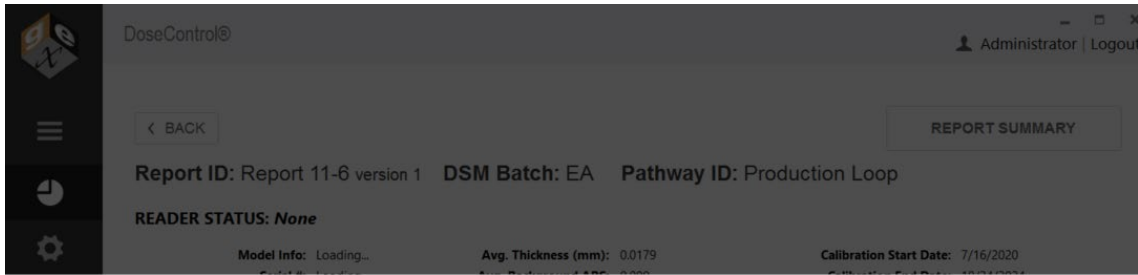 gex
DoseControl®
Administrator | Logout
< BACK
REPORT SUMMARY
Report ID: Report 11-6 version 1 DSM Batch: EA Pathway ID: Production Loop
READER STATUS: None
Model Info: Loading... Avg. Thickness (mm): 0.0179 Calibration Start Date: 7/16/2020